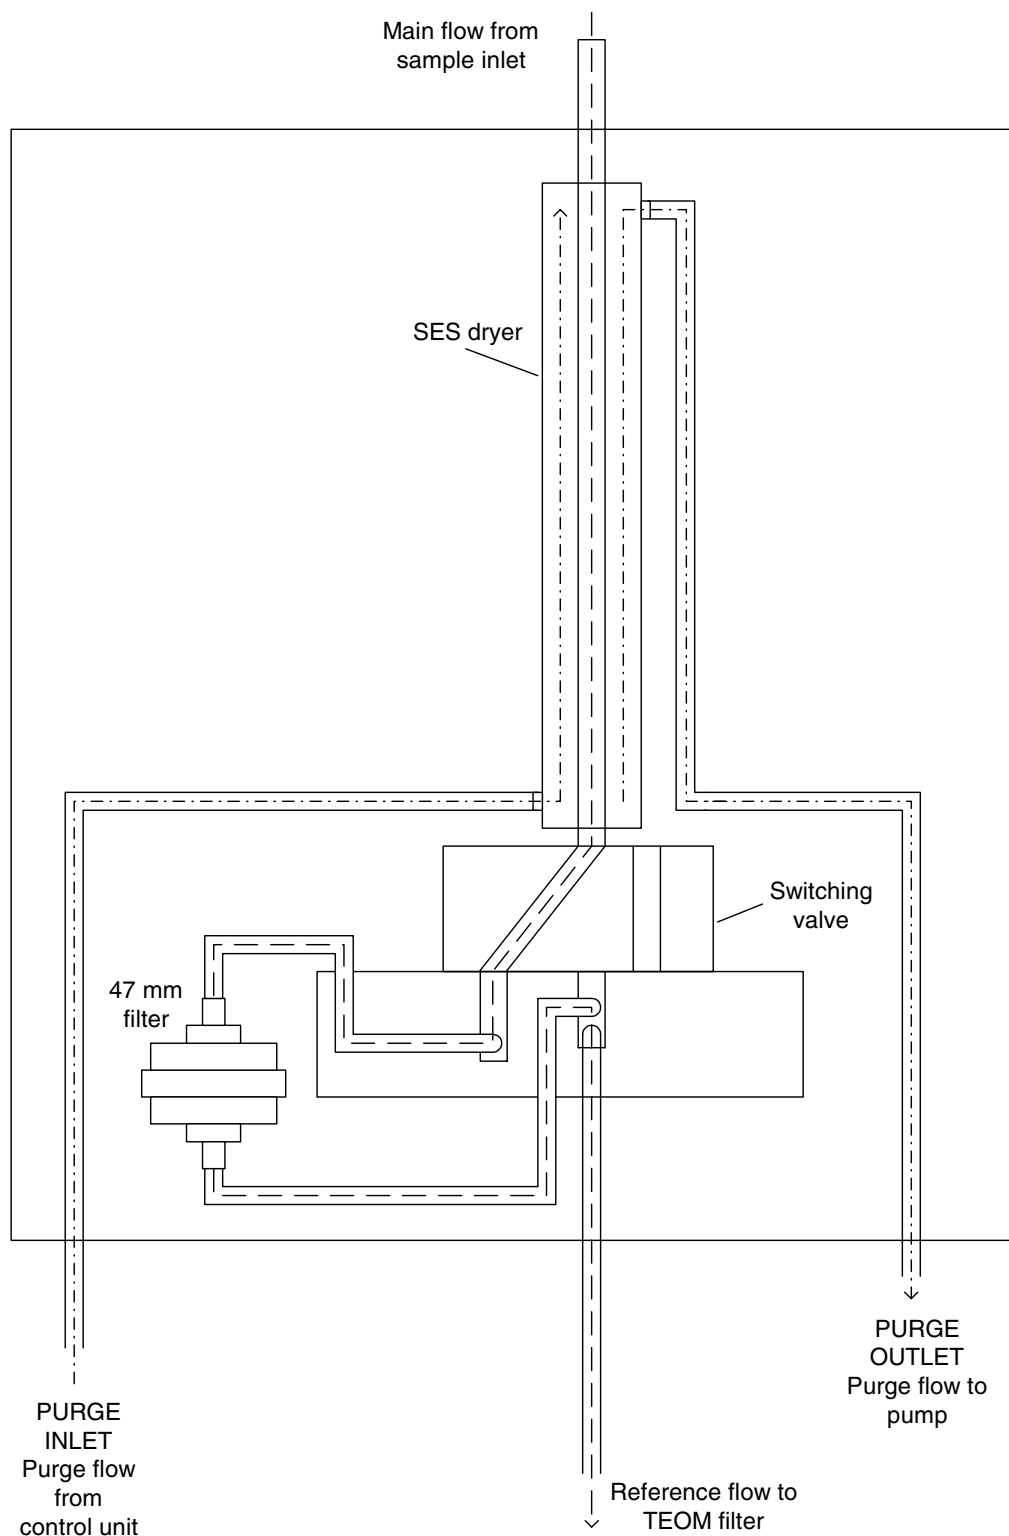 Main flow from
sample inlet
SES dryer
Switching
valve
47 mm
filter
PURGE
OUTLET
Purge flow to
pump
PURGE
INLET
Purge flow
from
control unit
Reference flow to
TEOM filter